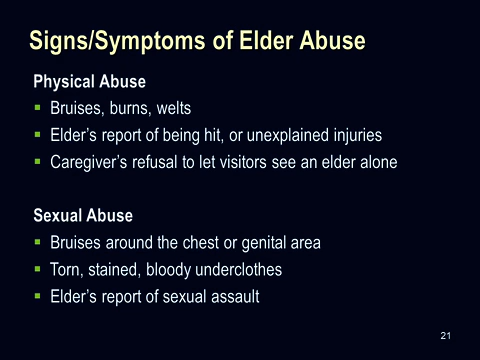 Signs/Symptoms of Elder Abuse
Physical Abuse
▪ Bruises, burns, welts
▪ Elder’s report of being hit, or unexplained injuries
▪ Caregiver’s refusal to let visitors see an elder alone
Sexual Abuse
▪ Bruises around the chest or genital area
▪ Torn, stained, bloody underclothes
▪ Elder’s report of sexual assault
21